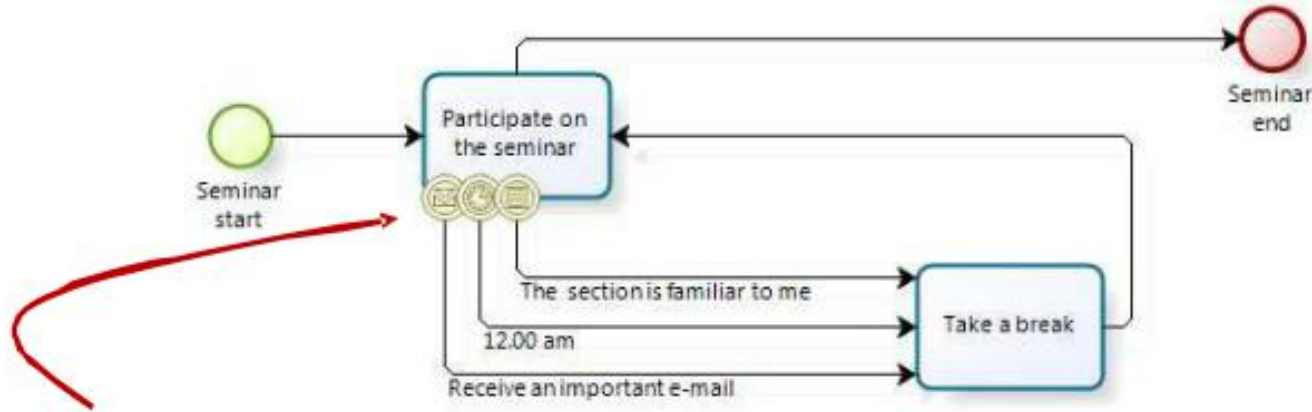 Seminar
end
Participate on
the seminar
Seminar
start
The section is familiar to me
Take a break
12.00 am
Receive an important e-mail